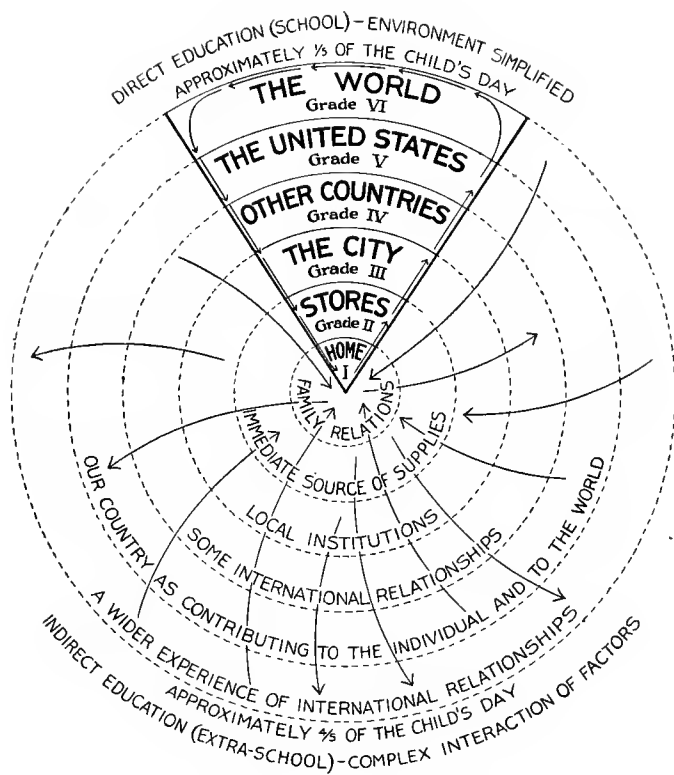 DIRECT EDUCATION (SCHOOL) – ENVIRONMENT SIMPLIFIED
APPROXIMATELY 1/5 OF THE CHILD'S DAY
THE WORLD
Grade VI
THE UNITED STATES
Grade V
OTHER COUNTRIES
Grade IV
THE CITY
Grade III
STORES
Grade II
HOME
I
FAMILY RELATIONS
IMMEDIATE SOURCE OF SUPPLIES
LOCAL INSTITUTIONS
SOME INTERNATIONAL RELATIONSHIPS
OUR COUNTRY AS CONTRIBUTING TO THE INDIVIDUAL AND TO THE WORLD
A WIDER EXPERIENCE OF INTERNATIONAL RELATIONSHIPS
APPROXIMATELY 4/5 OF THE CHILD'S DAY
INDIRECT EDUCATION (EXTRA-SCHOOL) – COMPLEX INTERACTION OF FACTORS